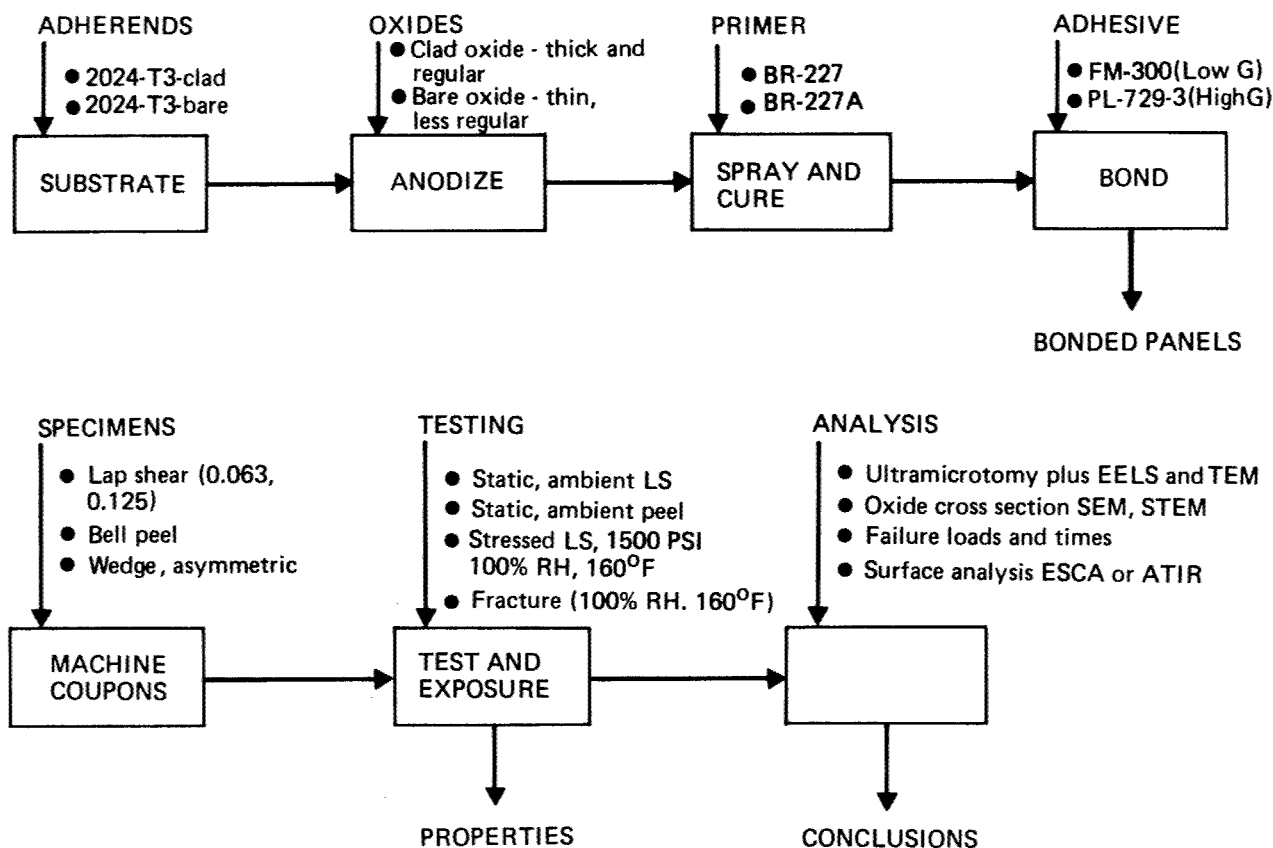 ADHERENDS
● 2024-T3-clad
● 2024-T3-bare
SUBSTRATE
OXIDES
● Clad oxide - thick and
regular
● Bare oxide - thin,
less regular
ANODIZE
PRIMER
● BR-227
● BR-227A
SPRAY AND
CURE
ADHESIVE
● FM-300(Low G)
● PL-729-3(HighG)
BOND
BONDED PANELS
SPECIMENS
● Lap shear (0.063,
0.125)
● Bell peel
● Wedge, asymmetric
MACHINE
COUPONS
TESTING
● Static, ambient LS
● Static, ambient peel
● Stressed LS, 1500 PSI
100% RH, 160°F
● Fracture (100% RH. 160°F)
TEST AND
EXPOSURE
PROPERTIES
ANALYSIS
● Ultramicrotomy plus EELS and TEM
● Oxide cross section SEM, STEM
● Failure loads and times
● Surface analysis ESCA or ATIR
CONCLUSIONS